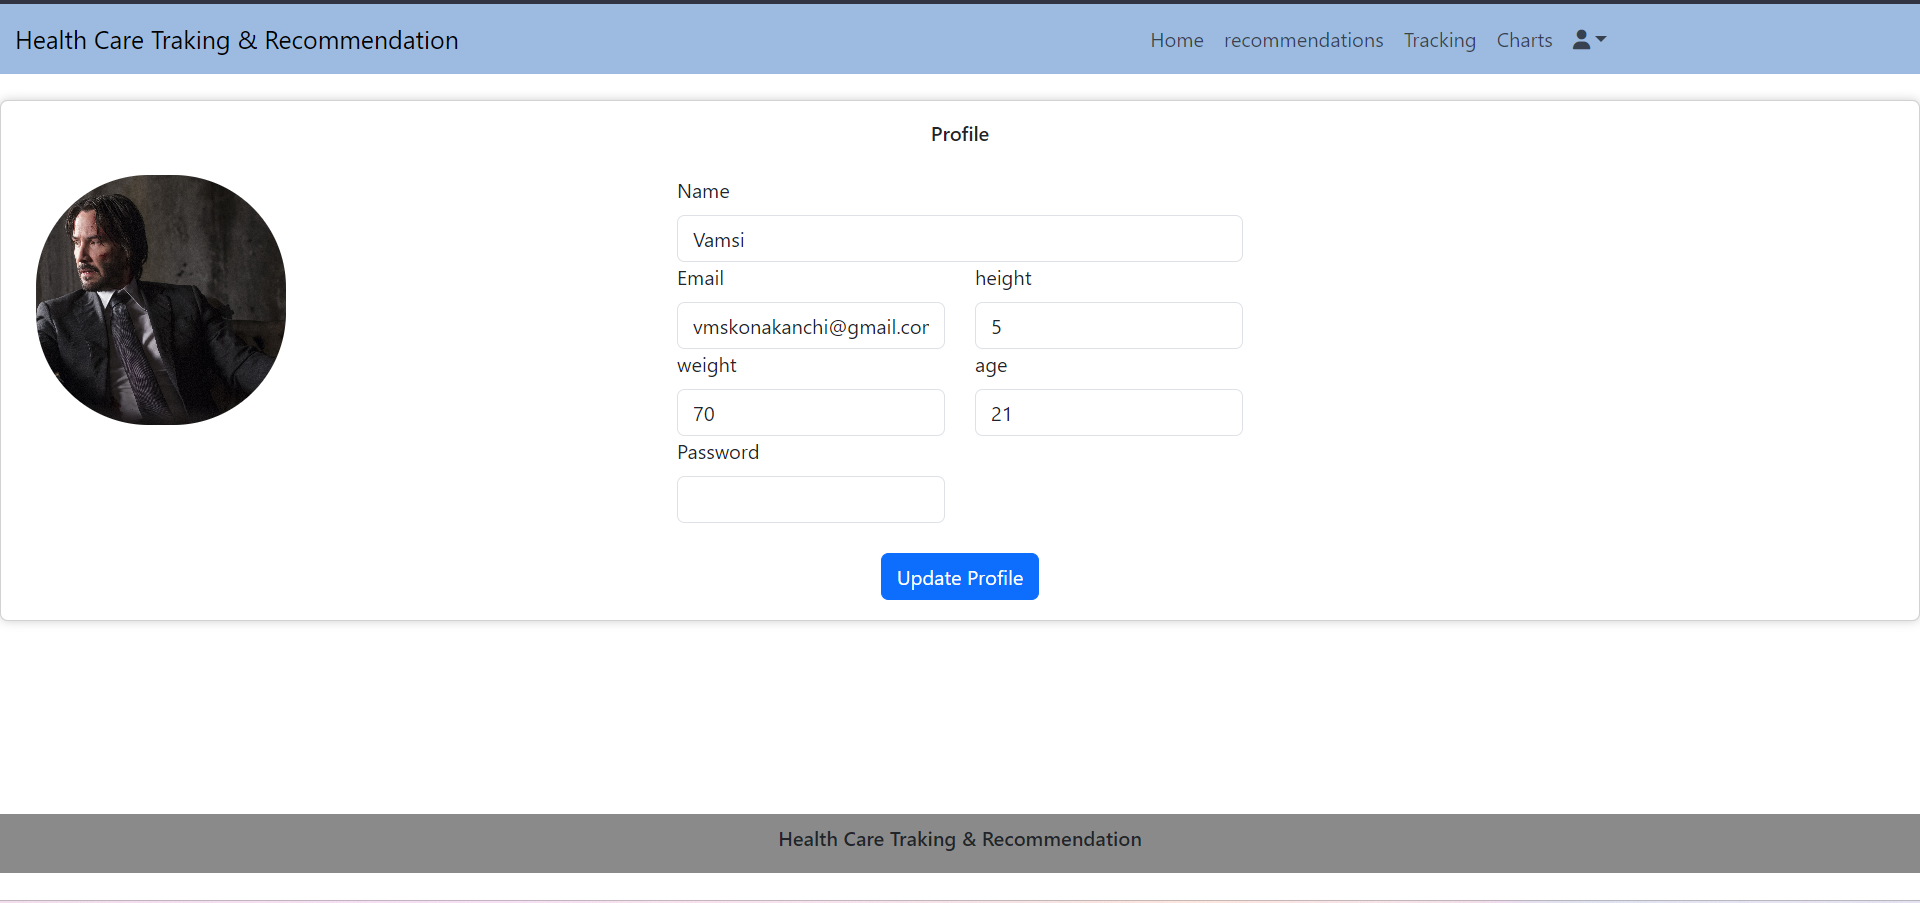 Health Care Traking & Recommendation
Home recommendations Tracking Charts
Profile
Name
Vamsi
Email height
vmskonakanchi@gmail.cor 5
weight age
70 21
Password
Update Profile
Health Care Traking & Recommendation